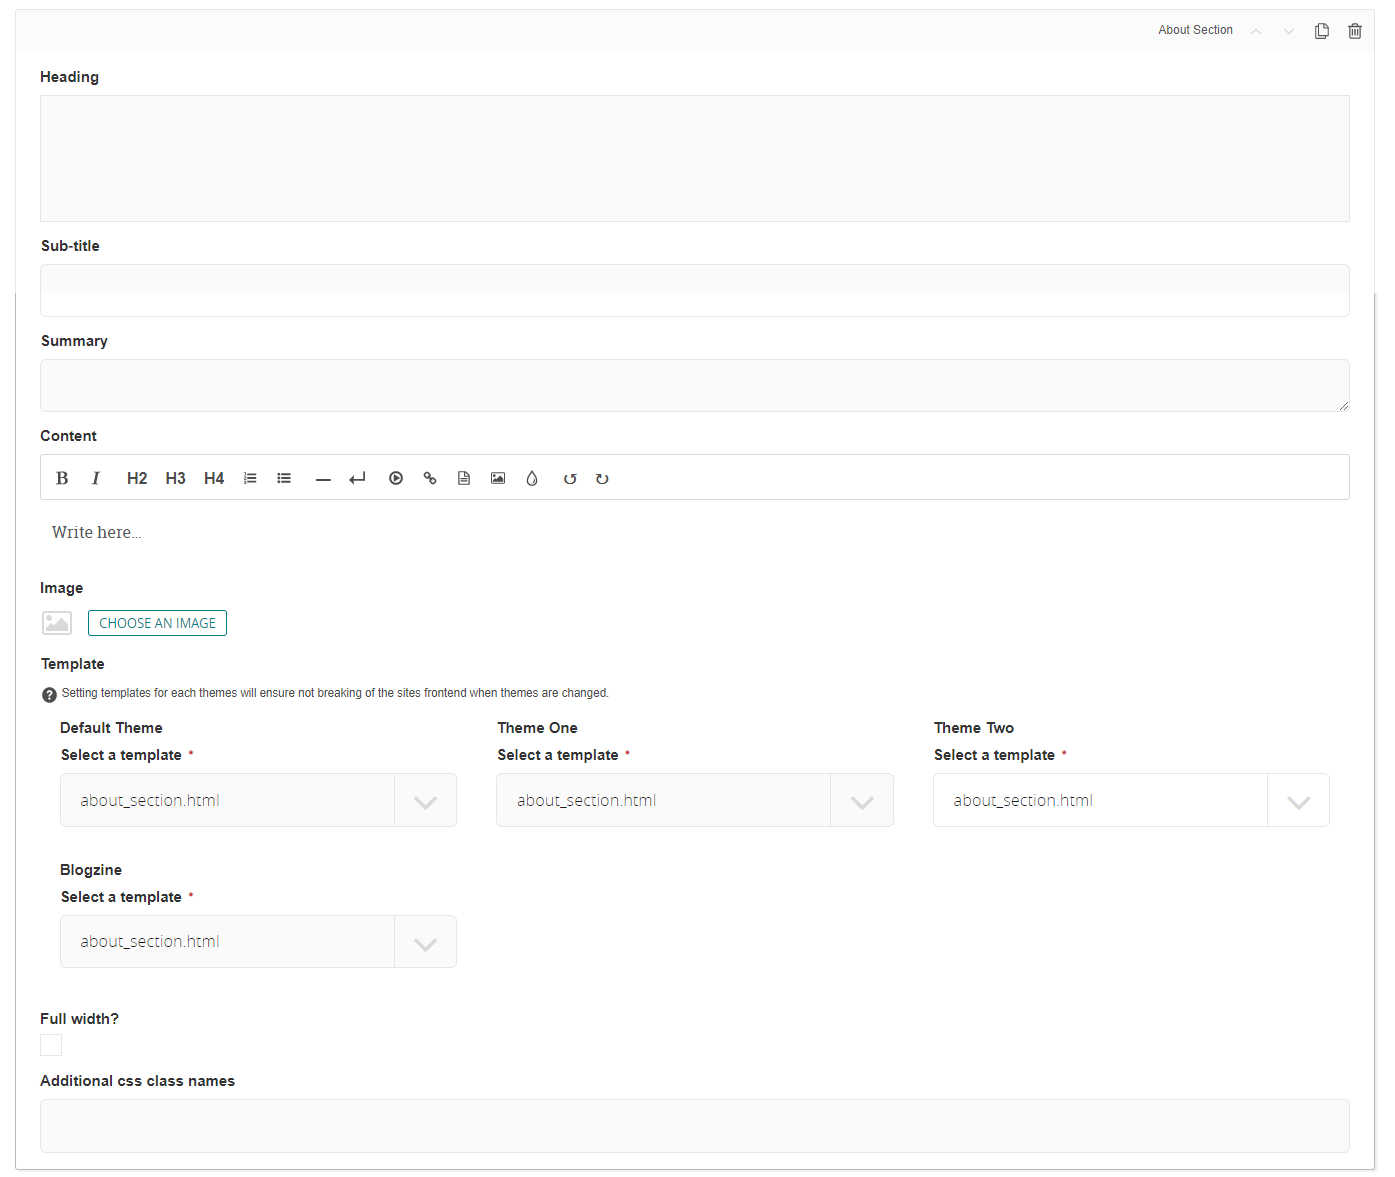 About Section
Heading
Sub-title
Summary
Content
B I H2 H3 H4
Write here…
Image
CHOOSE AN IMAGE
Template
Setting templates for each themes will ensure not breaking of the sites frontend when themes are changed.
Default Theme Theme One Theme Two
Select a template * Select a template * Select a template *
about_section.html about_section.html about_section.html
Blogzine
Select a template *
about_section.html
Full width?
Additional css class names